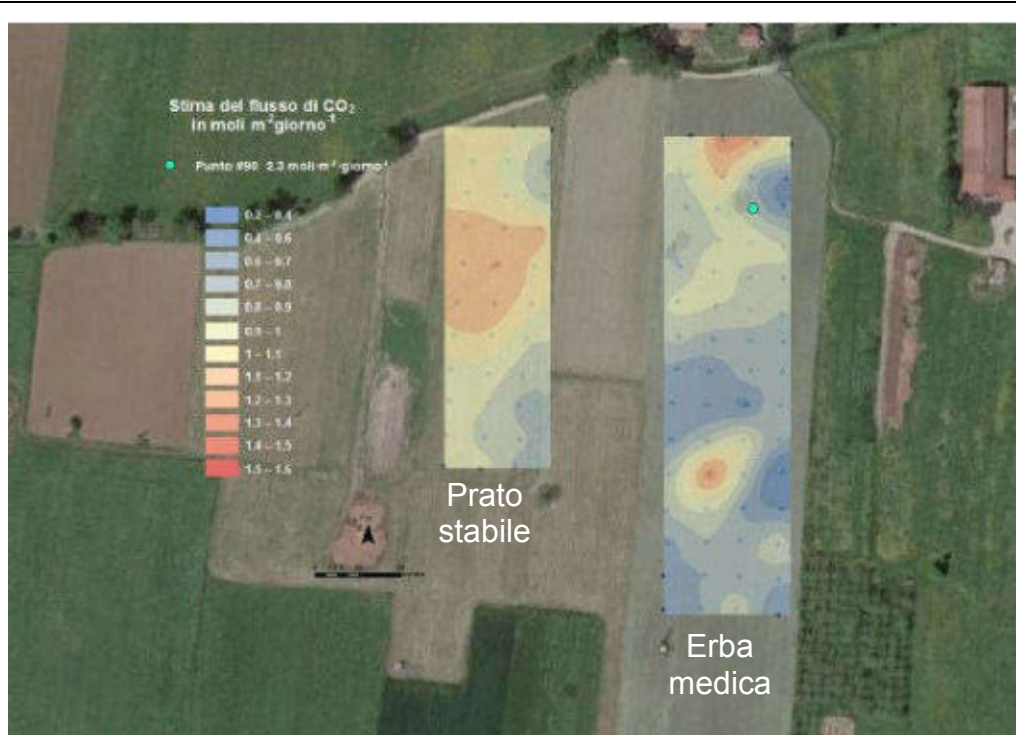 Stima del flusso di CO₂
in moli m⁻²giorno⁻¹
Punto #90 2.3 moli·m⁻²·giorno⁻¹
0.2 – 0.4
0.4 – 0.6
0.6 – 0.7
0.7 – 0.8
0.8 – 0.9
0.9 – 1
1 – 1.1
1.1 – 1.2
1.2 – 1.3
1.3 – 1.4
1.4 – 1.5
1.5 – 1.6
Prato
stabile
Erba
medica